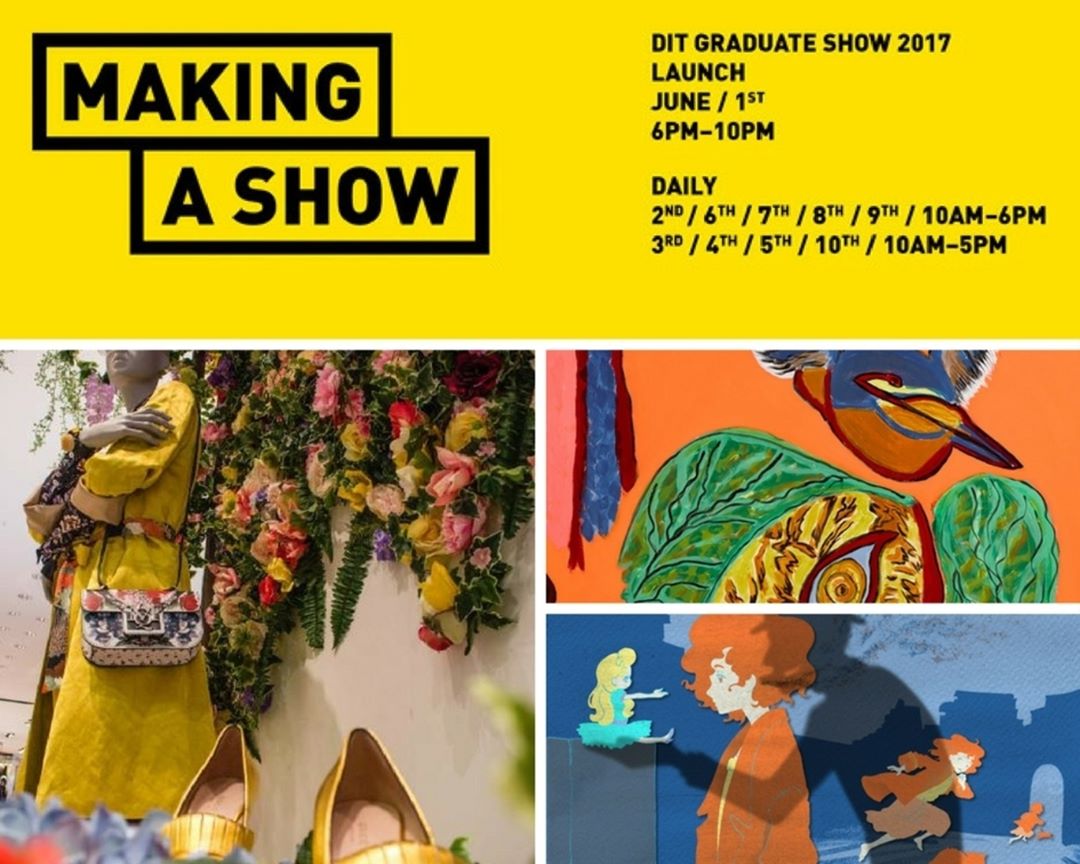 MAKING
A SHOW
DIT GRADUATE SHOW 2017
LAUNCH
JUNE / 1ST
6PM–10PM
DAILY
2ND / 6TH / 7TH / 8TH / 9TH / 10AM–6PM
3RD / 4TH / 5TH / 10TH / 10AM–5PM